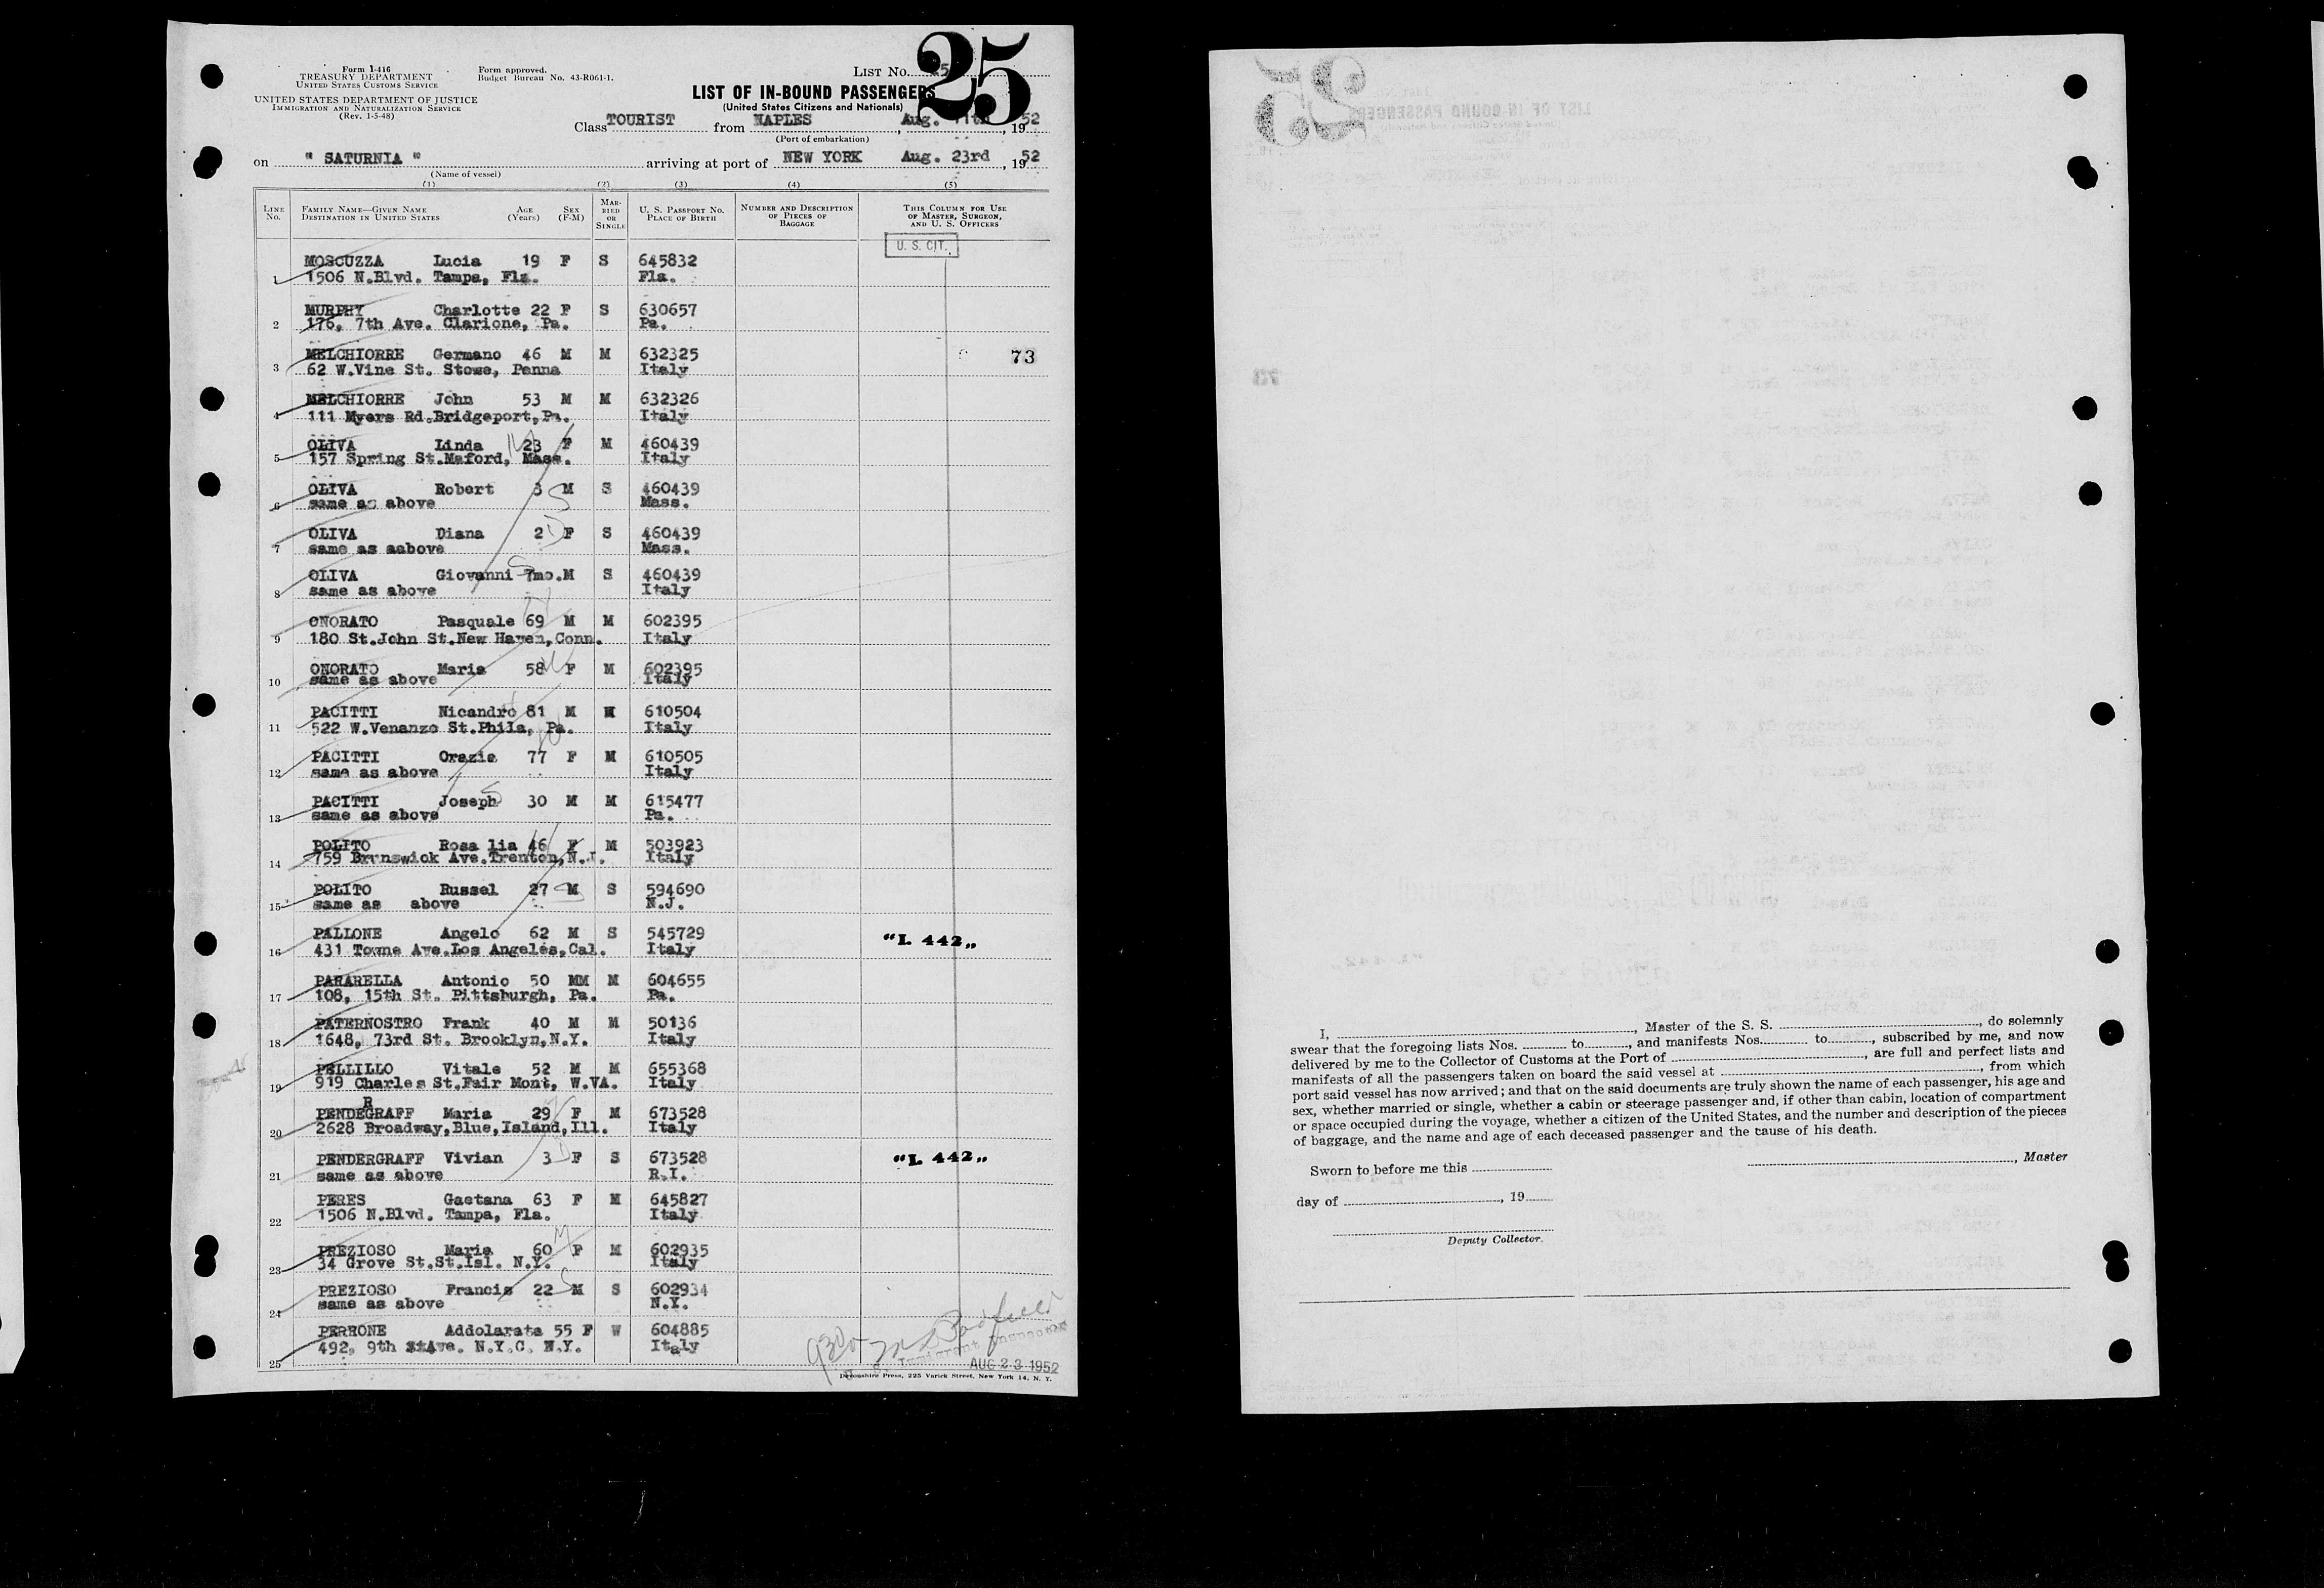 25
Form I-416
TREASURY DEPARTMENT
UNITED STATES CUSTOMS SERVICE
UNITED STATES DEPARTMENT OF JUSTICE
IMMIGRATION AND NATURALIZATION SERVICE
(Rev. 1-5-48)
Form approved.
Budget Bureau No. 43-R061-1.
LIST No. 25
LIST OF IN-BOUND PASSENGERS
(United States Citizens and Nationals)
Class TOURIST from NAPLES, Aug. 11th, 1952
(Port of embarkation)
on " SATURNIA " arriving at port of NEW YORK Aug. 23rd, 1952
(Name of vessel)
(1) (2) (3) (4) (5)
LINE No. FAMILY NAME—GIVEN NAME DESTINATION IN UNITED STATES AGE (Years) SEX (F-M) MARRIED OR SINGLE U. S. PASSPORT NO. PLACE OF BIRTH NUMBER AND DESCRIPTION OF PIECES OF BAGGAGE THIS COLUMN FOR USE OF MASTER, SURGEON, AND U. S. OFFICERS
U. S. CIT.
MOSCUZZA Lucia 19 F S 645832
1 1506 N.Blvd. Tampa, Fla. Fla.
MURPHY Charlotte 22 F S 630657
2 176, 7th Ave. Clarione, Pa. Pa.
MELCHIORRE Germano 46 M M 632325 73
3 62 W.Vine St. Stowe, Penna Italy
MELCHIORRE John 53 M M 632326
4 111 Myers Rd.Bridgeport,Pa. Italy
OLIVA Linda 23 F M 460439
5 157 Spring St.Meford, Mass. Italy
OLIVA Robert 3 M S 460439
6 same as above Mass.
OLIVA Diana 2 F S 460439
7 same as aabove Mass.
OLIVA Giovanni 7mo.M S 460439
8 same as above Italy
ONORATO Pasquale 69 M M 602395
9 180 St.John St.New Haven,Conn. Italy
ONORATO Maria 58 F M 602395
10 same as above Italy
PACITTI Nicandro 81 M M 610504
11 522 W.Venanzo St.Phila, Pa. Italy
PACITTI Orazia 77 F M 610505
12 same as above Italy
PACITTI Joseph 30 M M 615477
13 same as above Pa.
POLITO Rosa lia 46 F M 503923
14 759 Brunswick Ave.Trenton,N.J. Italy
POLITO Russel 27 M S 594690
15 same as above N.J.
PALLONE Angelo 62 M S 545729
16 431 Towne Ave.Los Angeles,Cal. Italy "L 442„
PARARELLA Antonio 50 MM M 604655
17 108, 15th St. Pittsburgh, Pa. Pa.
PATERNOSTRO Frank 40 M M 50136
18 1648, 73rd St. Brooklyn,N.Y. Italy
PELLILLO Vitale 52 M M 655368
19 919 Charles St.Fair Mont, W.VA. Italy
R
PENDEGRAFF Maria 29 F M 673528
20 2628 Broadway,Blue,Island,Ill. Italy
PENDERGRAFF Vivian 3 F S 673528 "L 442„
21 same as above R.I.
PERES Gaetana 63 F M 645827
22 1506 N.Blvd. Tampa, Fla. Italy
PREZIOSO Maria 60 F M 602935
23 34 Grove St.St.Isl. N.Y. Italy
PREZIOSO Francis 22 M S 602934
24 same as above N.Y.
PERRONE Addolarata 55 F W 604885
25 492, 9th StAve. N.Y.C. N.Y. Italy
Immigrant Inspector
AUG 23 1952
Devonshire Press, 225 Varick Street, New York 14, N. Y.
I, , Master of the S. S. , do solemnly
swear that the foregoing lists Nos. to , and manifests Nos. to , subscribed by me, and now
delivered by me to the Collector of Customs at the Port of , are full and perfect lists and
manifests of all the passengers taken on board the said vessel at , from which
port said vessel has now arrived; and that on the said documents are truly shown the name of each passenger, his age and
sex, whether married or single, whether a cabin or steerage passenger and, if other than cabin, location of compartment
or space occupied during the voyage, whether a citizen of the United States, and the number and description of the pieces
of baggage, and the name and age of each deceased passenger and the cause of his death.
Sworn to before me this , Master
day of , 19
Deputy Collector.